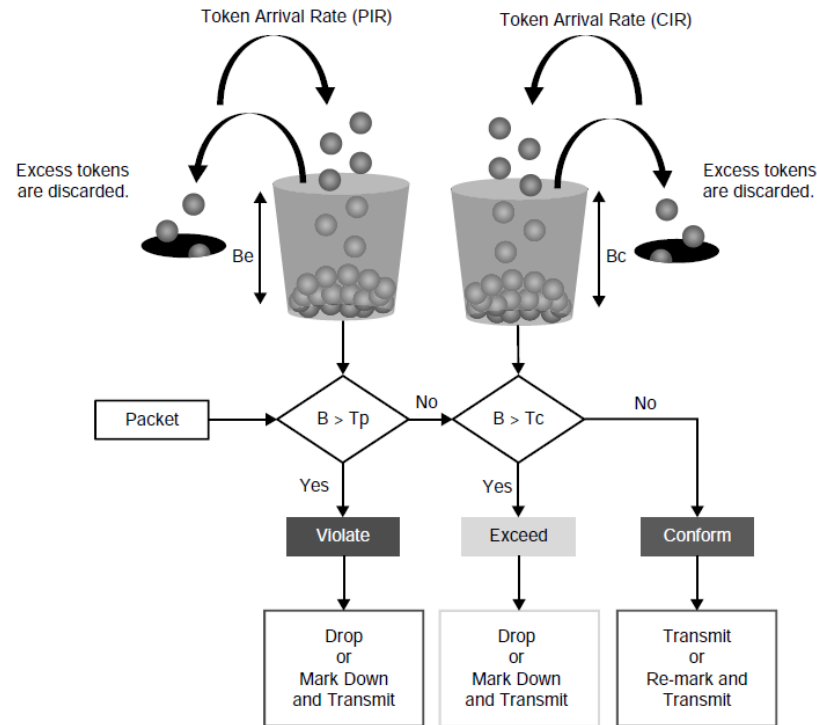 Token Arrival Rate (PIR)
Token Arrival Rate (CIR)
Excess tokens
are discarded.
Excess tokens
are discarded.
Be
Bc
Packet
B > Tp
No
B > Tc
No
Yes
Yes
Violate
Exceed
Conform
Drop
or
Mark Down
and Transmit
Drop
or
Mark Down
and Transmit
Transmit
or
Re-mark and
Transmit